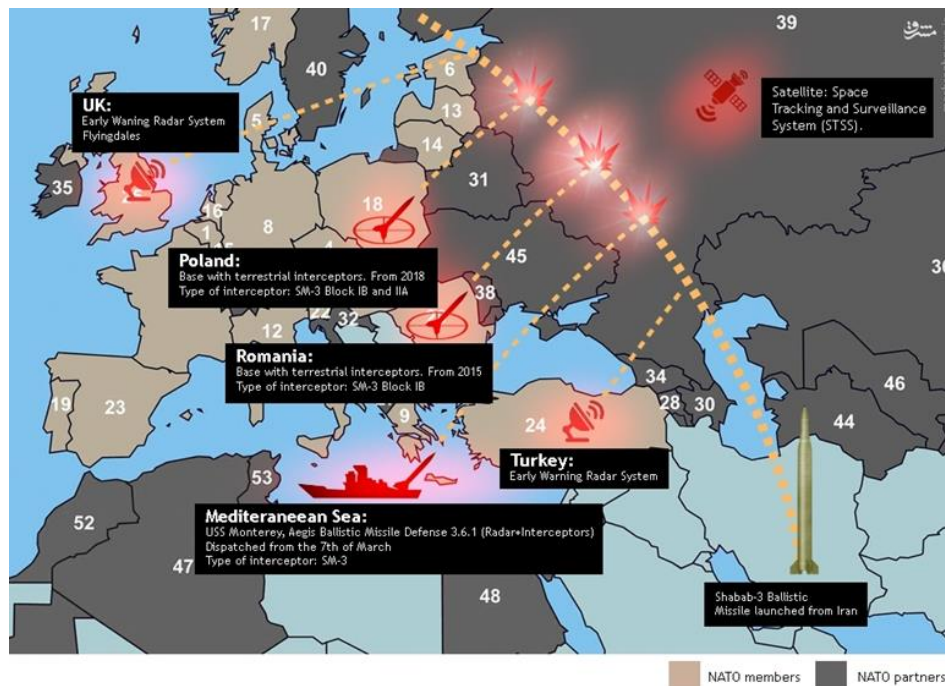 17
39
مشرق
40
6
UK:
Early Waning Radar System
Flyingdales
Satellite: Space
Tracking and Surveillance
System (STSS).
5
13
14
35
31
16
18
1
8
45
Poland:
Base with terrestrial interceptors. From 2018
Type of interceptor: SM-3 Block IB and IIA
38
22
32
12
Romania:
Base with terrestrial interceptors. From 2015
Type of interceptor: SM-3 Block IB
34
46
19
23
9
24
28
30
44
Turkey:
Early Warning Radar System
53
Mediteraneean Sea:
USS Monterey, Aegis Ballistic Missile Defense 3.6.1 (Radar+Interceptors)
Dispatched from the 7th of March
Type of interceptor: SM-3
52
47
48
Shabab-3 Ballistic
Missile launched from Iran
NATO members
NATO partners